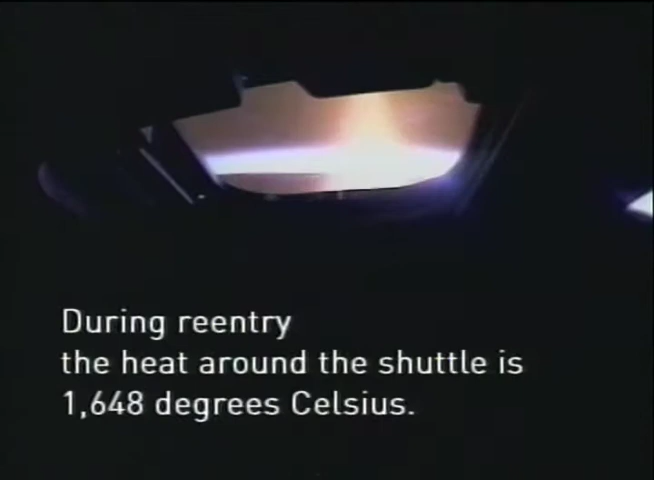 During reentry
the heat around the shuttle is
1,648 degrees Celsius.